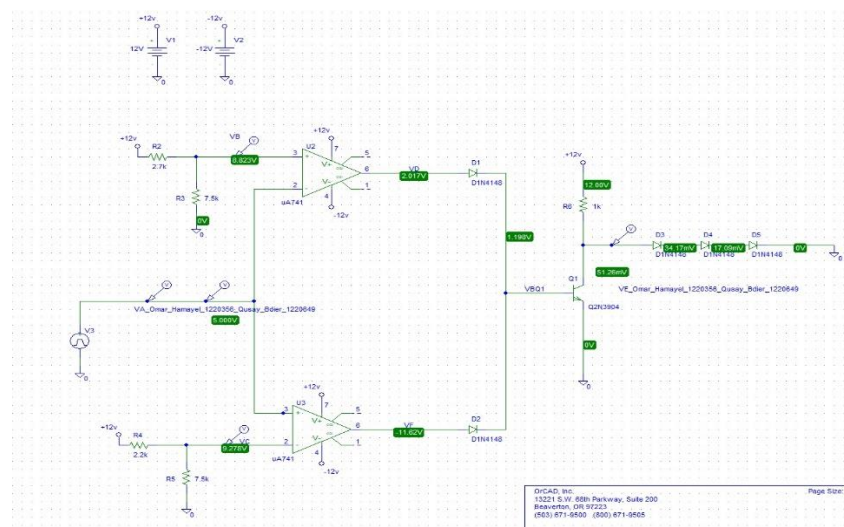 +12v
-12v
V1
V2
12V
-12V
0
0
+12v
R2
2.7k
VB
8.823V
+12v
U2
3
7
5
V+
6
2
V-
1
4
uA741
-12v
VD
2.017V
D1
D1N4148
R3
7.5k
0V
0
+12v
12.00V
R6
1k
1.190V
D3
D4
D5
D1N4148
34.17mV
D1N4148
17.09mV
D1N4148
0V
0
51.26mV
VBQ1
Q1
Q2N3904
VE_Omar_Hamayel_1220356_Qusay_Bdier_1220649
0V
0
VA_Omar_Hamayel_1220356_Qusay_Bdier_1220649
5.000V
V3
0
+12v
U3
3
7
5
V+
6
2
V-
1
4
uA741
-12v
VF
-11.62V
D2
D1N4148
+12v
R4
2.2k
VC
9.278V
R5
7.5k
0
OrCAD, Inc.
13221 S.W. 68th Parkway, Suite 200
Beaverton, OR 97223
(503) 671-9500 (800) 671-9505
Page Size: